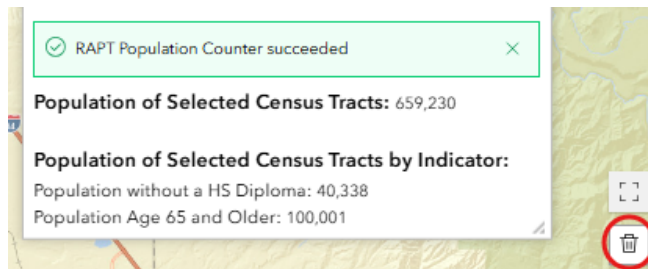 RAPT Population Counter succeeded
Population of Selected Census Tracts: 659,230
Population of Selected Census Tracts by Indicator:
Population without a HS Diploma: 40,338
Population Age 65 and Older: 100,001